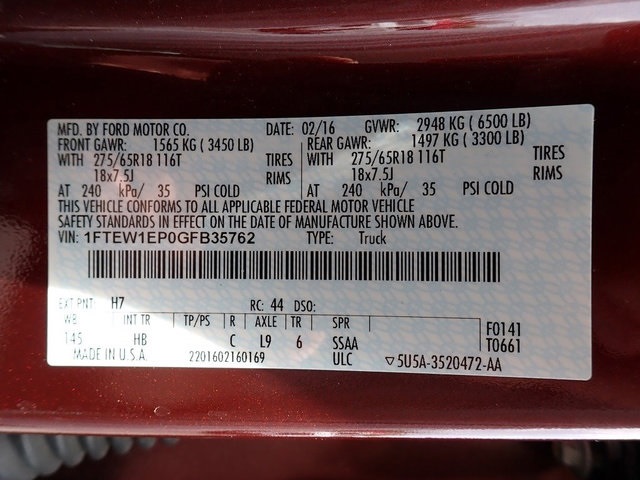 MFD. BY FORD MOTOR CO. DATE: 02/16 GVWR: 2948 KG ( 6500 LB)
FRONT GAWR: 1565 KG ( 3450 LB) REAR GAWR: 1497 KG ( 3300 LB)
WITH 275/65R18 116T TIRES WITH 275/65R18 116T TIRES
18x7.5J RIMS 18x7.5J RIMS
AT 240 kPa/ 35 PSI COLD AT 240 kPa/ 35 PSI COLD
THIS VEHICLE CONFORMS TO ALL APPLICABLE FEDERAL MOTOR VEHICLE
SAFETY STANDARDS IN EFFECT ON THE DATE OF MANUFACTURE SHOWN ABOVE.
VIN: 1FTEW1EP0GFB35762 TYPE: Truck
EXT PNT: H7 RC: 44 DSO:
WB INT TR TP/PS R AXLE TR SPR F0141
145 HB C L9 6 SSAA T0661
MADE IN U.S.A. 2201602160169 ULC ▽5U5A-3520472-AA